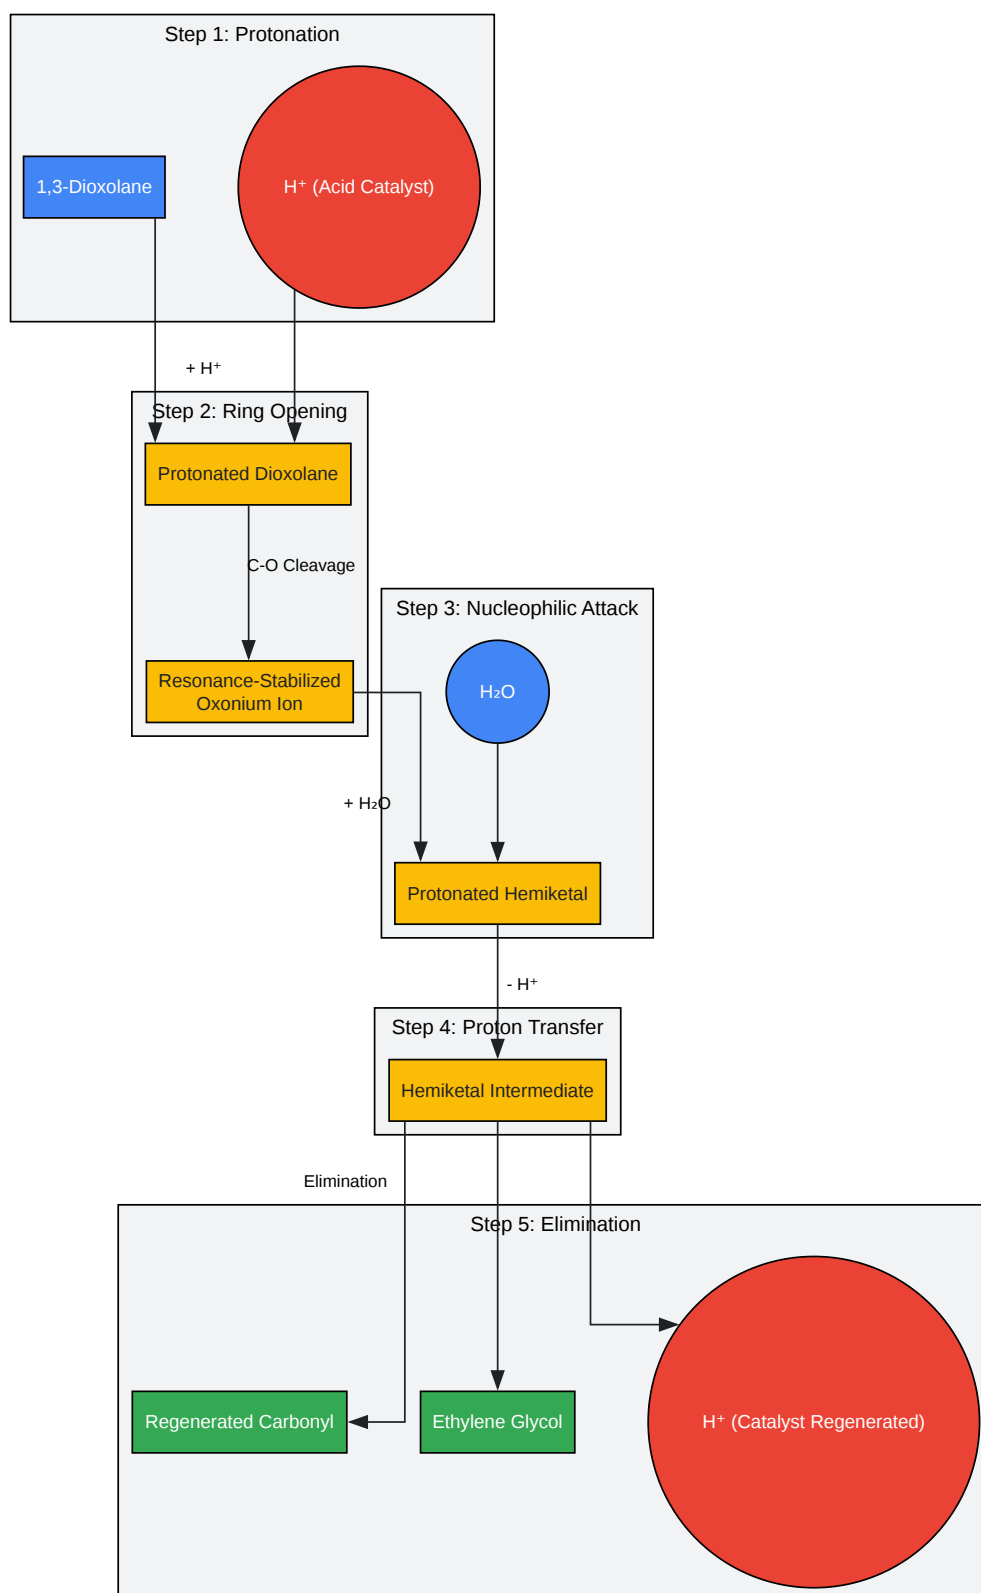 Step 1: Protonation
1,3-Dioxolane
H⁺ (Acid Catalyst)
+ H⁺
Step 2: Ring Opening
Protonated Dioxolane
C-O Cleavage
Resonance-Stabilized
Oxonium Ion
Step 3: Nucleophilic Attack
H₂O
+ H₂O
Protonated Hemiketal
- H⁺
Step 4: Proton Transfer
Hemiketal Intermediate
Elimination
Step 5: Elimination
Regenerated Carbonyl
Ethylene Glycol
H⁺ (Catalyst Regenerated)